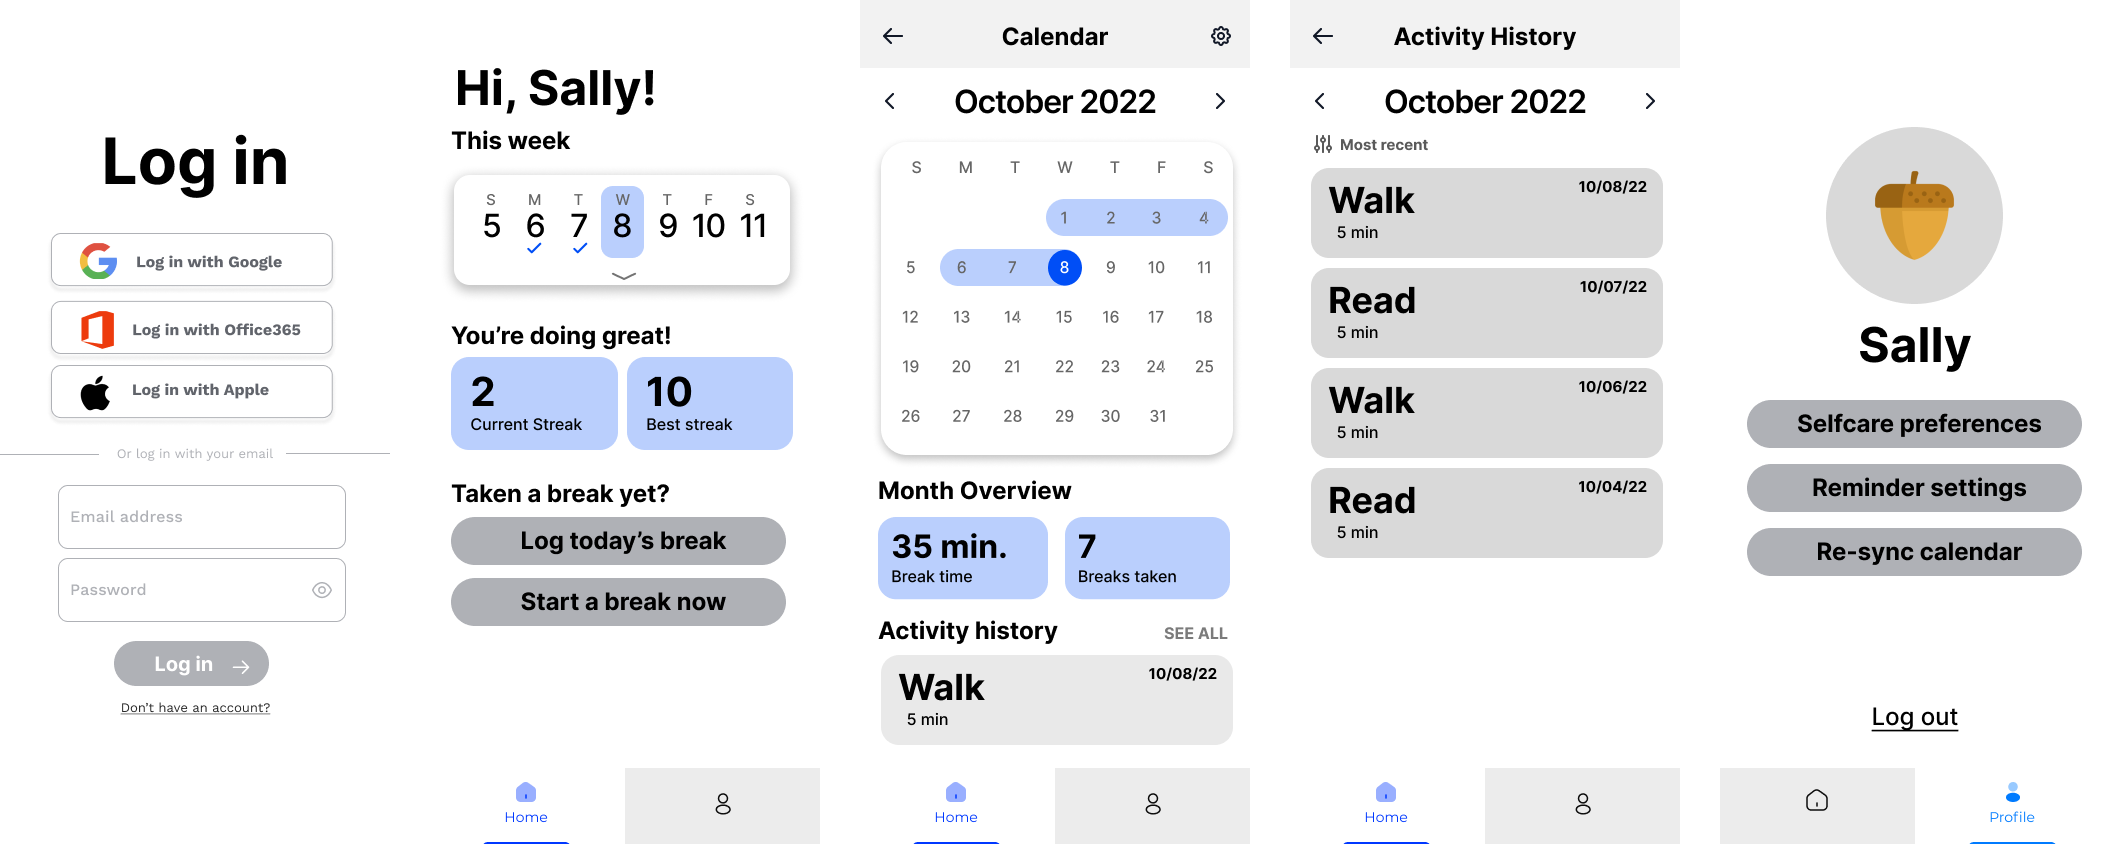 Log in
Log in with Google
Log in with Office365
Log in with Apple
Or log in with your email
Email address
Password
Log in
Don't have an account?
Hi, Sally!
This week
S M T W T F S
5 6 7 8 9 10 11
You're doing great!
2
Current Streak
10
Best streak
Taken a break yet?
Log today's break
Start a break now
Home
Calendar
October 2022
S M T W T F S
1 2 3 4
5 6 7 8 9 10 11
12 13 14 15 16 17 18
19 20 21 22 23 24 25
26 27 28 29 30 31
Month Overview
35 min.
Break time
7
Breaks taken
Activity history SEE ALL
Walk 10/08/22
5 min
Home
Activity History
October 2022
Most recent
Walk 10/08/22
5 min
Read 10/07/22
5 min
Walk 10/06/22
5 min
Read 10/04/22
5 min
Home
Sally
Selfcare preferences
Reminder settings
Re-sync calendar
Log out
Profile